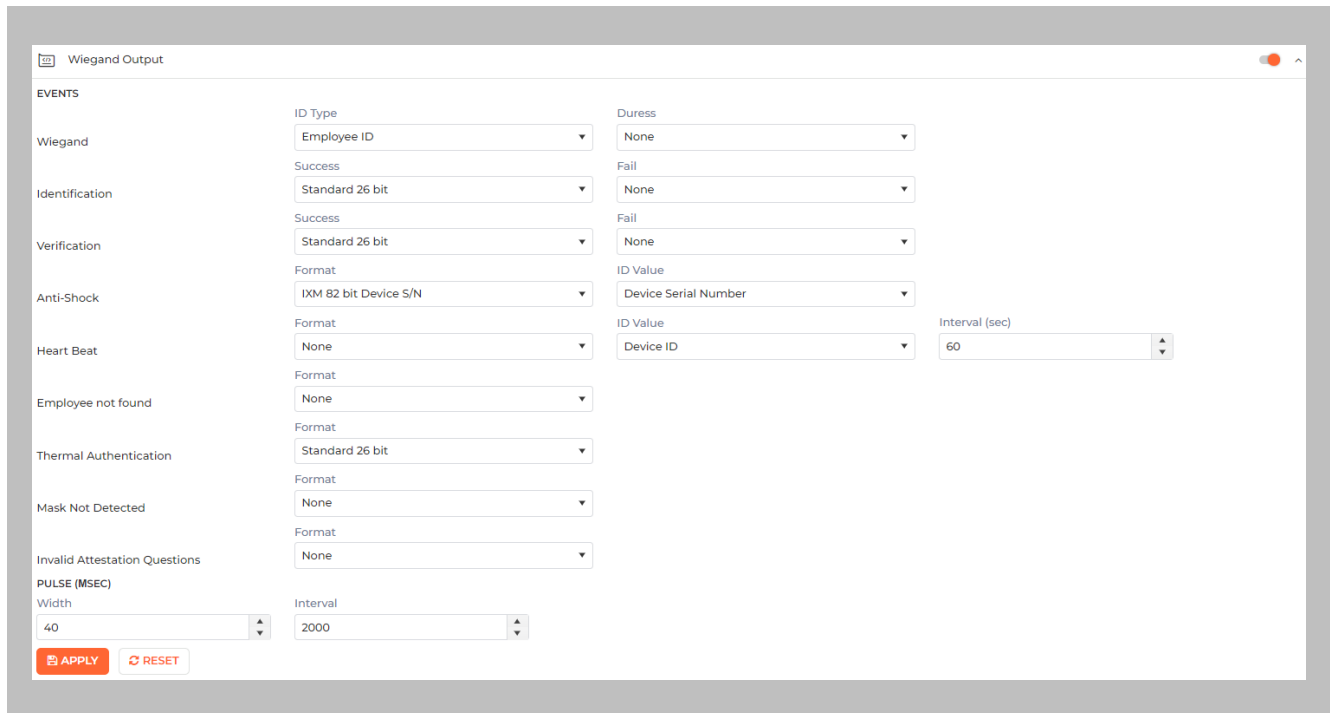 Wiegand Output
EVENTS
ID Type Duress
Wiegand Employee ID None
Success Fail
Identification Standard 26 bit None
Success Fail
Verification Standard 26 bit None
Format ID Value
Anti-Shock IXM 82 bit Device S/N Device Serial Number
Format ID Value Interval (sec)
Heart Beat None Device ID 60
Format
Employee not found None
Format
Thermal Authentication Standard 26 bit
Format
Mask Not Detected None
Format
Invalid Attestation Questions None
PULSE (MSEC)
Width Interval
40 2000
APPLY RESET